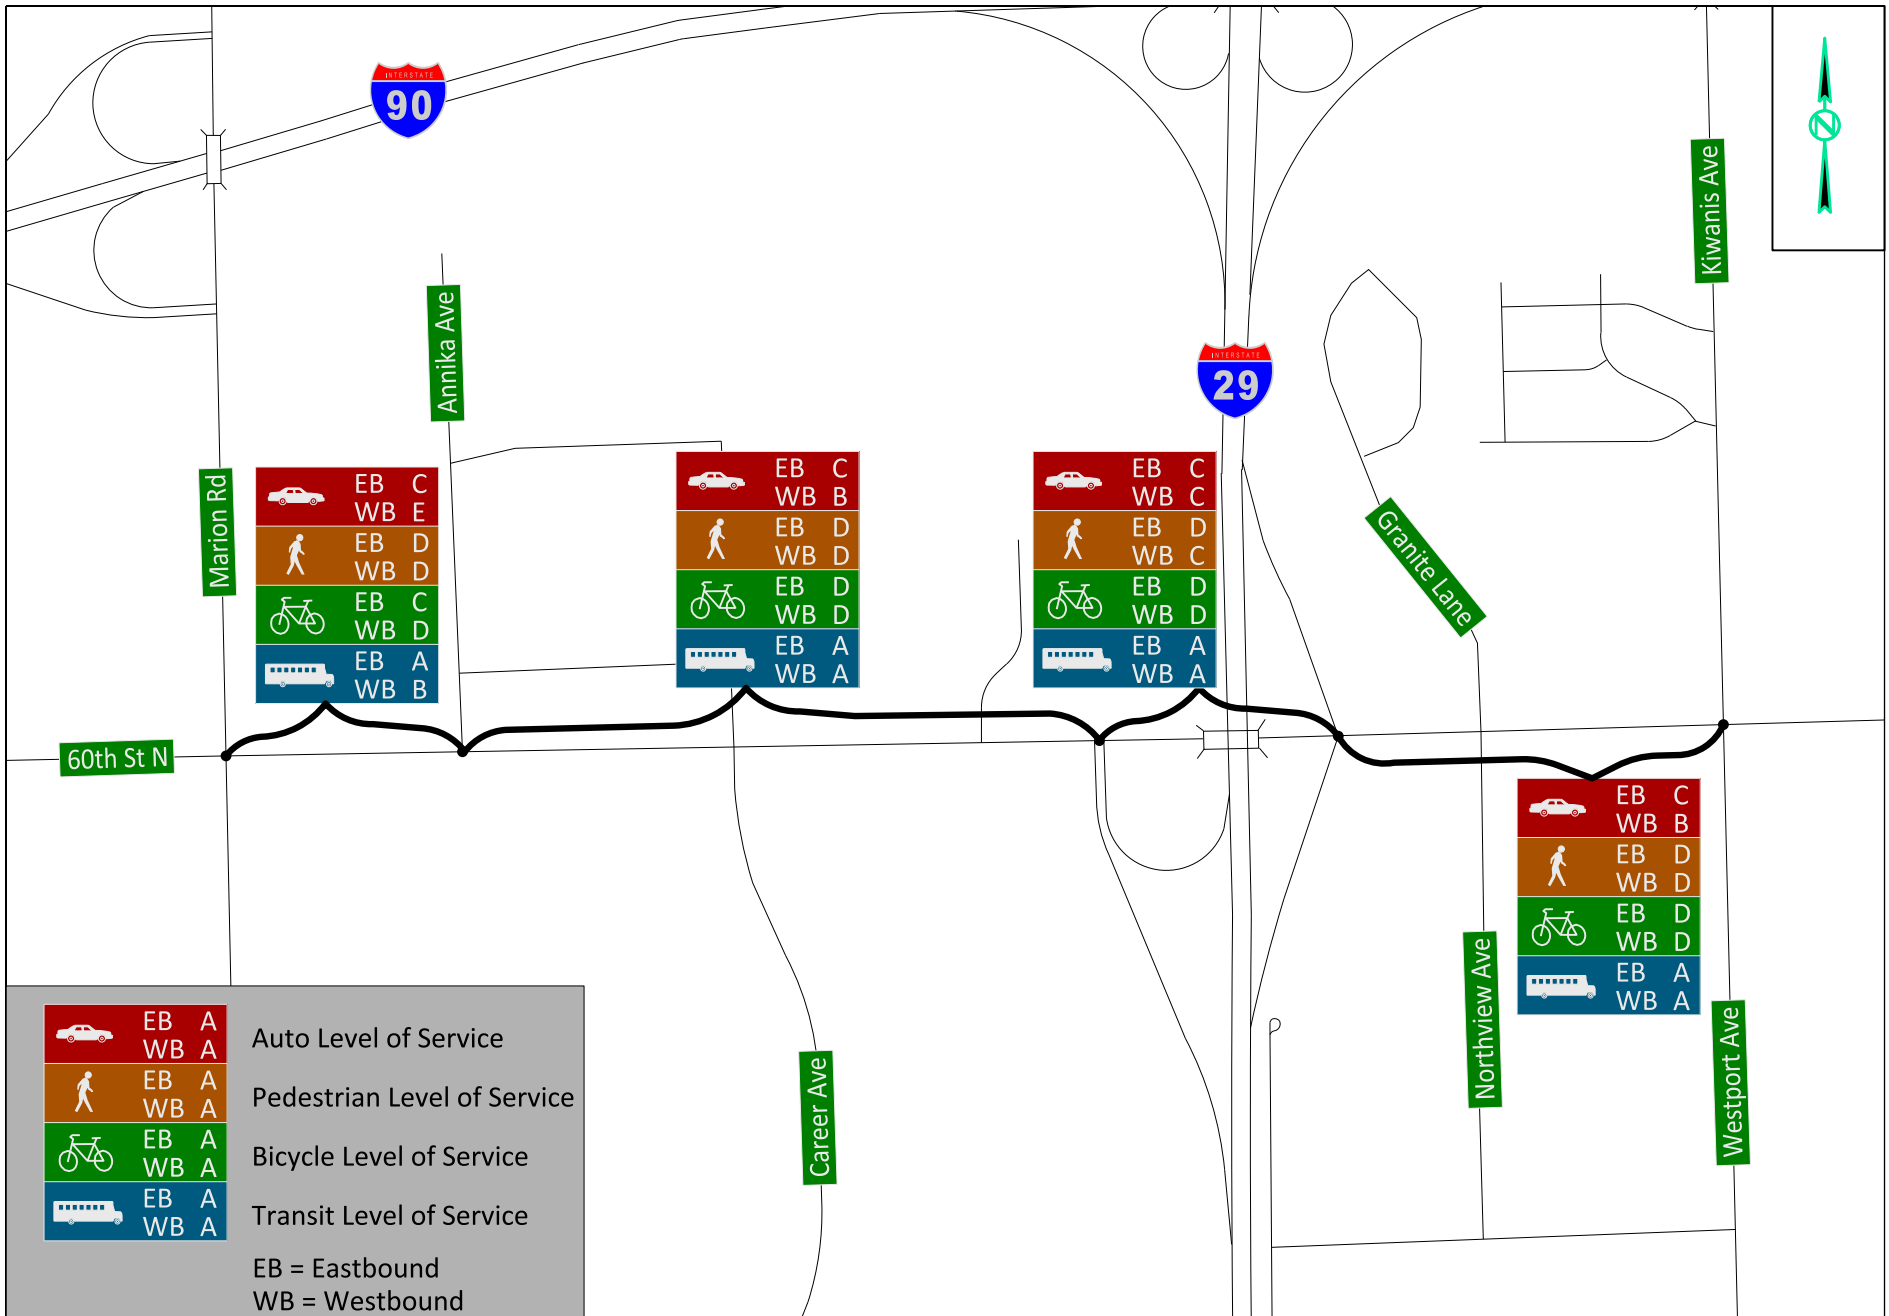 INTERSTATE
90
N
Kiwanis Ave
Annika Ave
INTERSTATE
29
Marion Rd
EB C
WB E
EB D
WB D
EB C
WB D
EB A
WB B
EB C
WB B
EB D
WB D
EB D
WB D
EB A
WB A
EB C
WB C
EB D
WB C
EB D
WB D
EB A
WB A
Granite Lane
60th St N
EB C
WB B
EB D
WB D
EB D
WB D
EB A
WB A
Northview Ave
Westport Ave
Career Ave
EB A
WB A
Auto Level of Service
EB A
WB A
Pedestrian Level of Service
EB A
WB A
Bicycle Level of Service
EB A
WB A
Transit Level of Service
EB = Eastbound
WB = Westbound